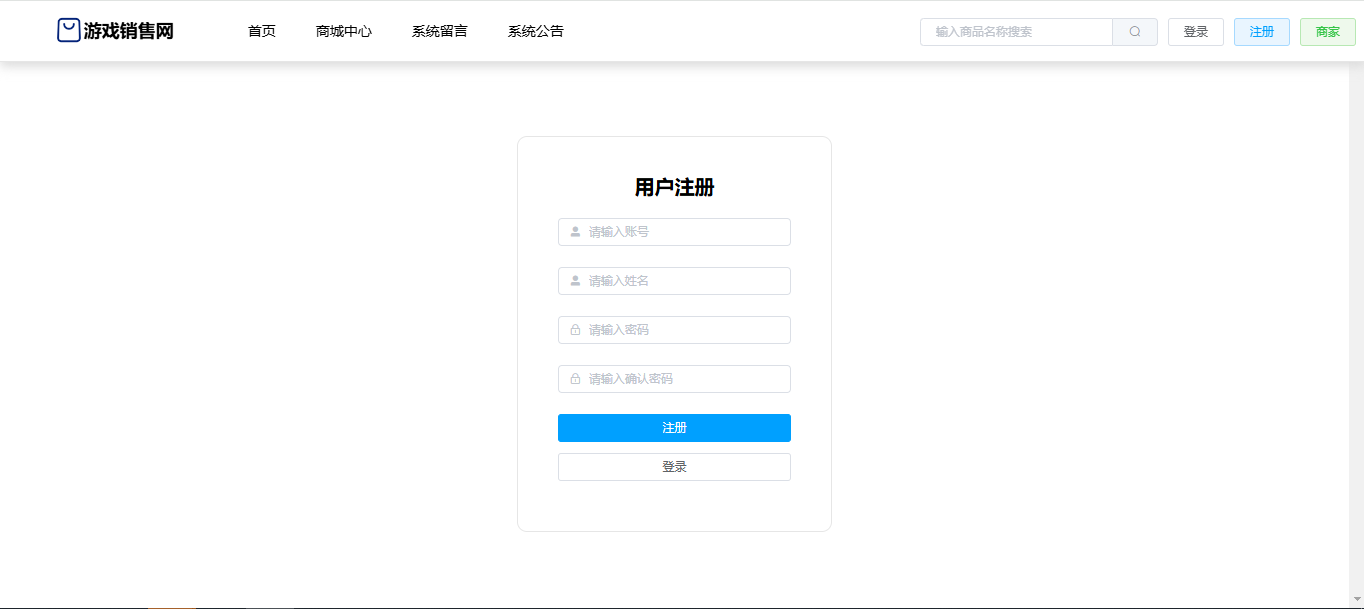 游戏销售网 首页 商城中心 系统留言 系统公告 输入商品名称搜索 登录 注册 商家
用户注册
请输入账号
请输入姓名
请输入密码
请输入确认密码
注册
登录